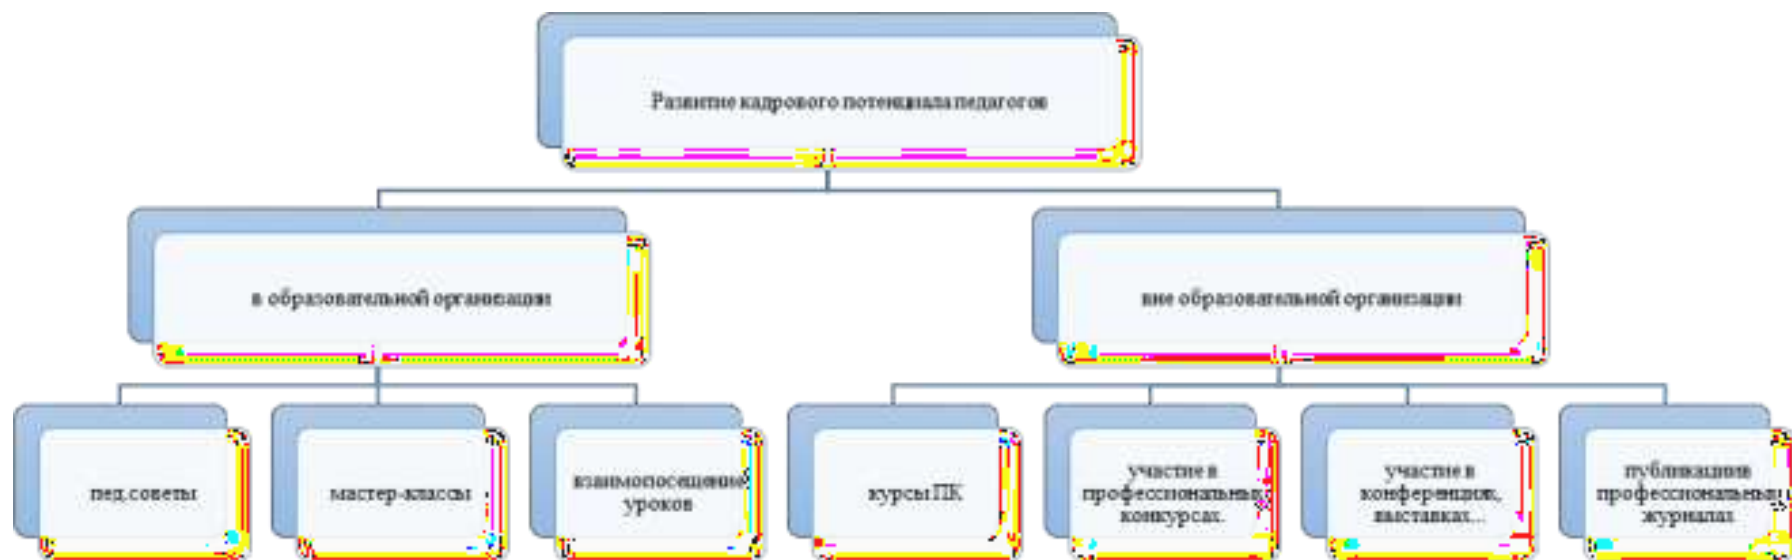 Развитие кадрового потенциала педагогов
в образовательной организации
вне образовательной организации
пед.советы
мастер-классы
взаимопосещение
уроков
курсы ПК
участие в
профессиональных
конкурсах.
участие в
конференциях,
выставках...
публикациив
профессиональных
журналах